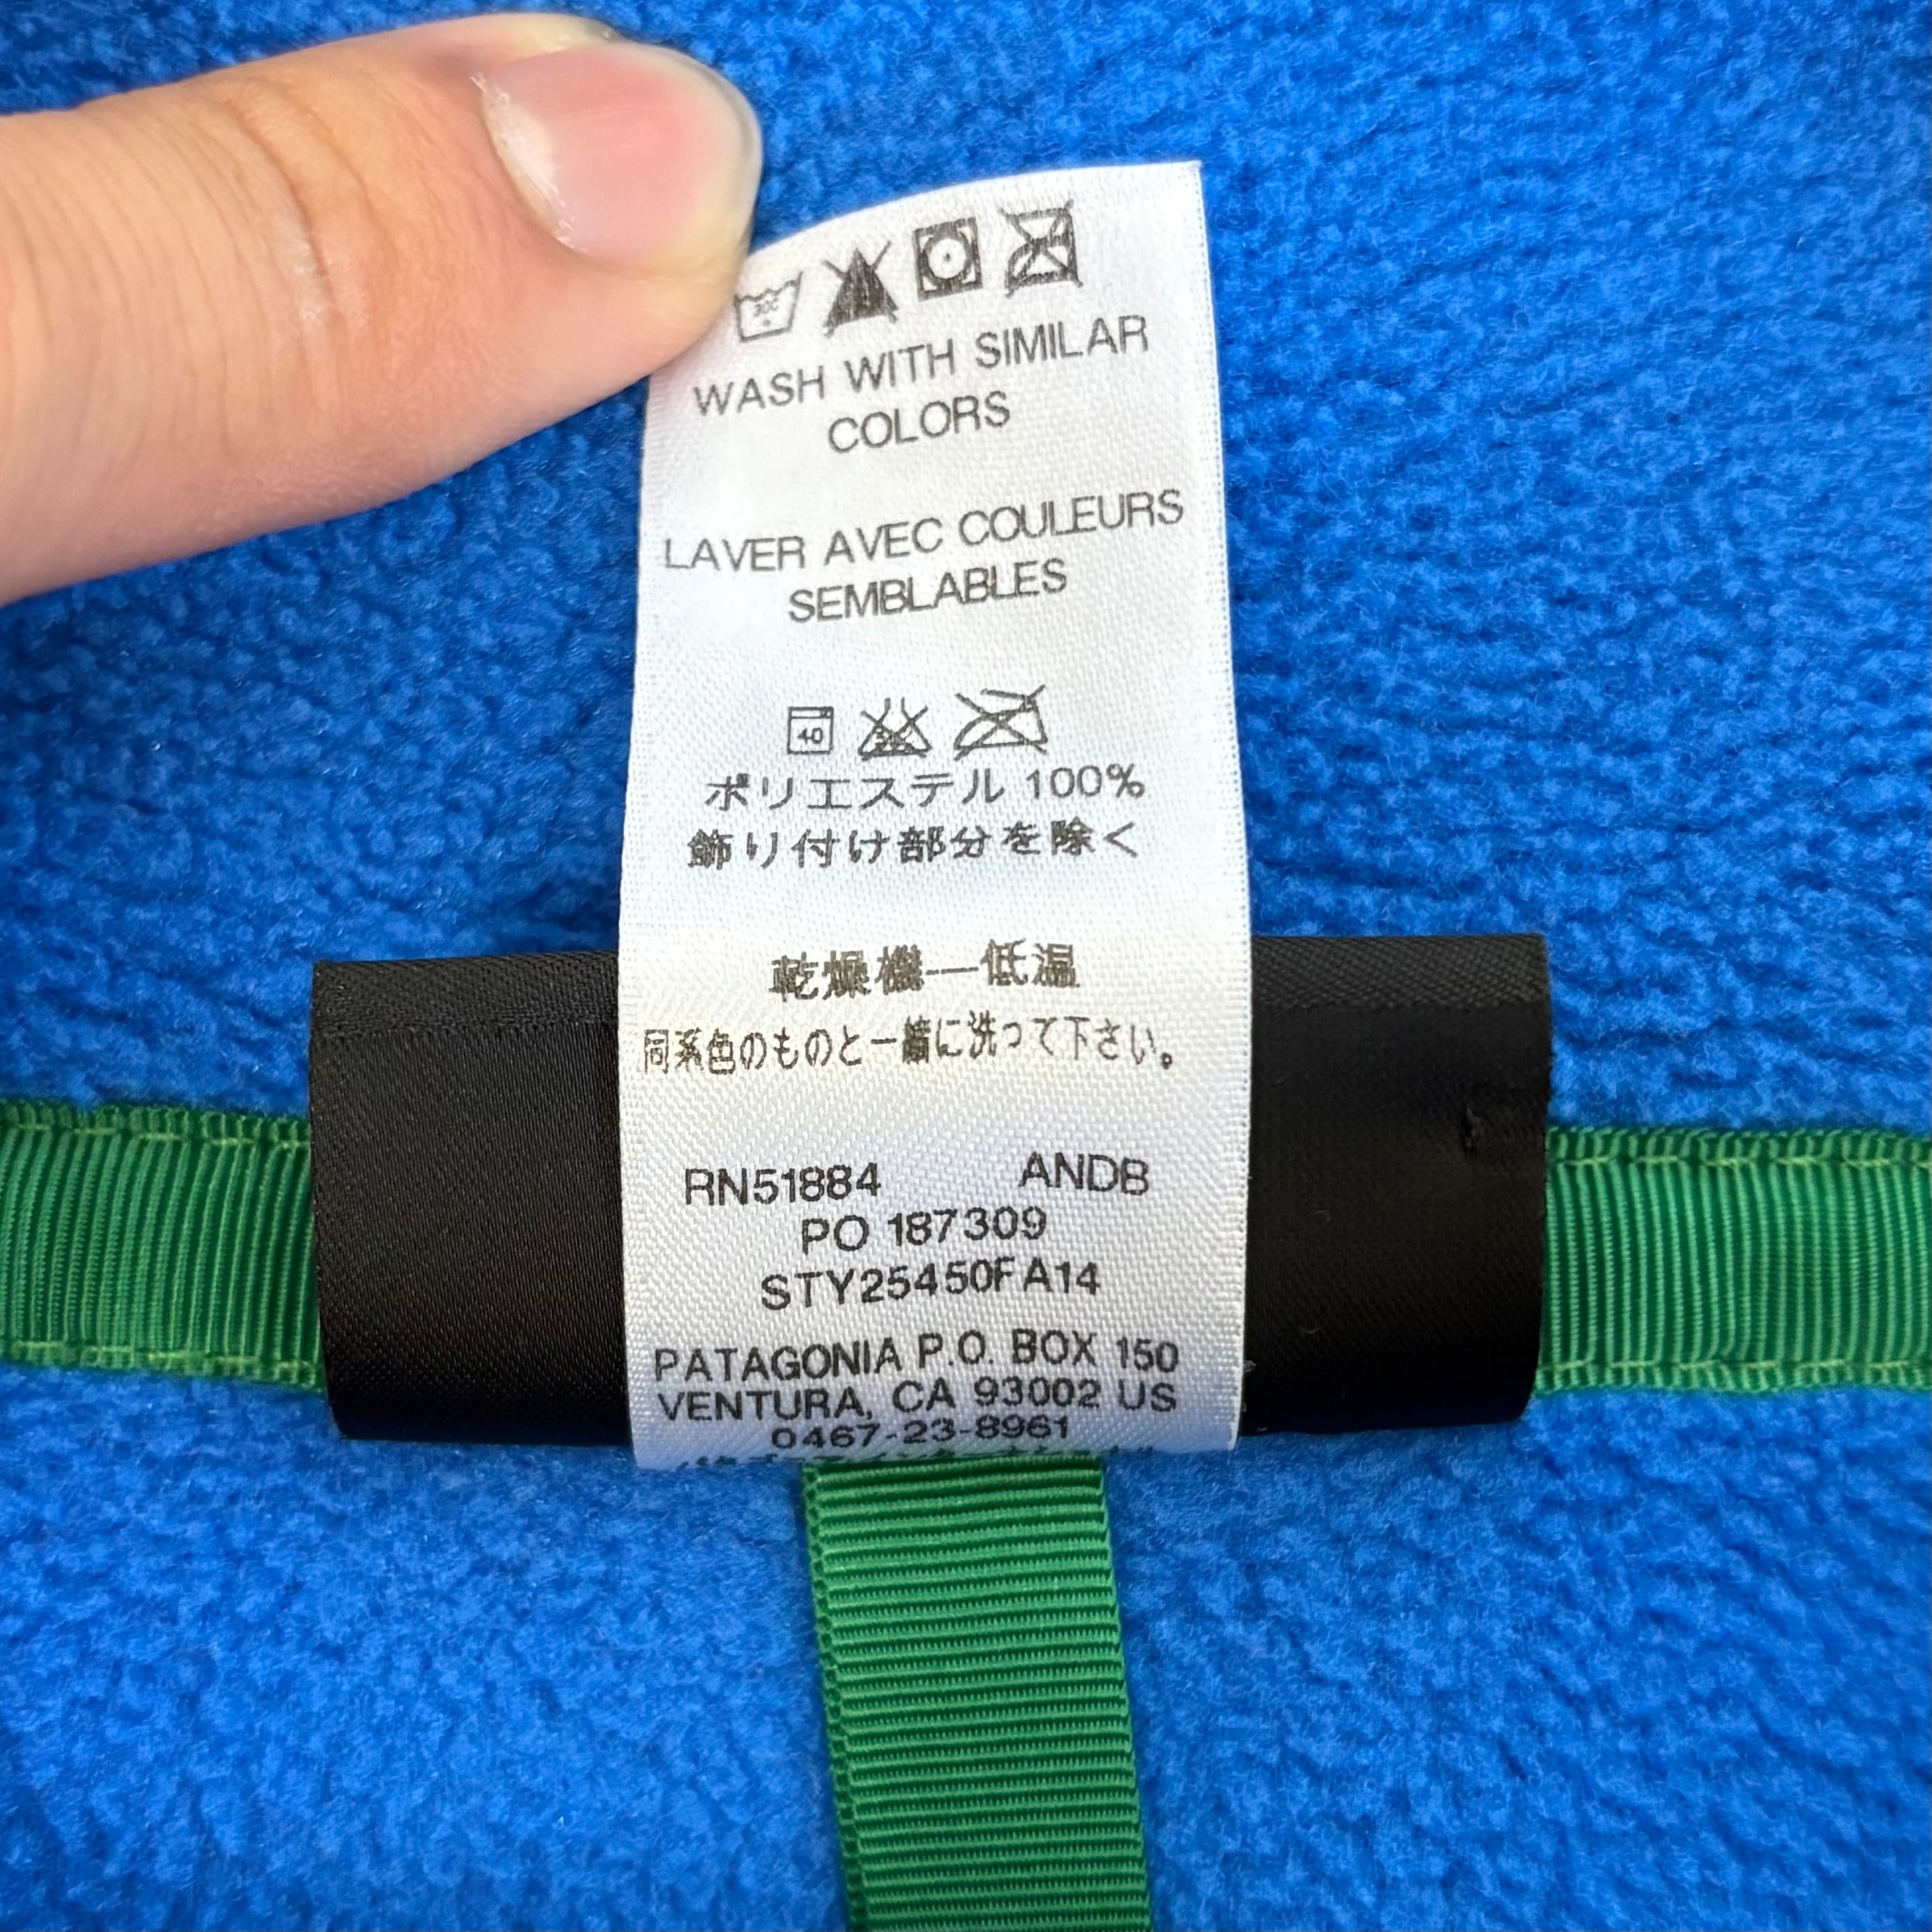 WASH WITH SIMILAR
COLORS
LAVER AVEC COULEURS
SEMBLABLES
40
ポリエステル 100%
飾り付け部分を除く
乾燥機—低温
同系色のものと一緒に洗って下さい。
RN51884 ANDB
PO 187309
STY25450FA14
PATAGONIA P.O. BOX 150
VENTURA, CA 93002 US
0467-23-8961